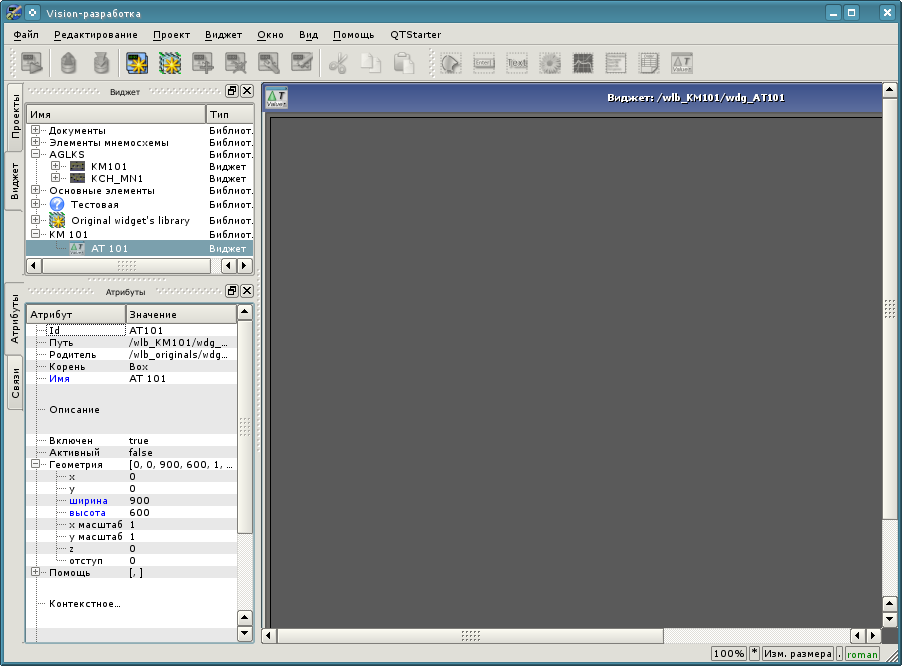 Vision-разработка
Файл Редактирование Проект Виджет Окно Вид Помощь QTStarter
Text
Проекты
Виджет
Атрибуты
Связи
Виджет
Имя Тип
Документы Библиот.
Элементы мнемосхемы Библиот.
AGLKS Библиот.
KM101 Виджет
KCH_MN1 Виджет
Основные элементы Библиот.
Тестовая Библиот.
Original widget's library Библиот.
KM 101 Библиот.
AT 101 Виджет
Атрибуты
Атрибут Значение
Id AT101
Путь /wlb_KM101/wdg_...
Родитель /wlb_originals/wdg...
Корень Box
Имя AT 101
Описание
Включен true
Активный false
Геометрия [0, 0, 900, 600, 1, ...
x 0
y 0
ширина 900
высота 600
x масштаб 1
y масштаб 1
z 0
отступ 0
Помощь [, ]
Контекстное...
Виджет: /wlb_KM101/wdg_AT101
100% * Изм. размера . roman